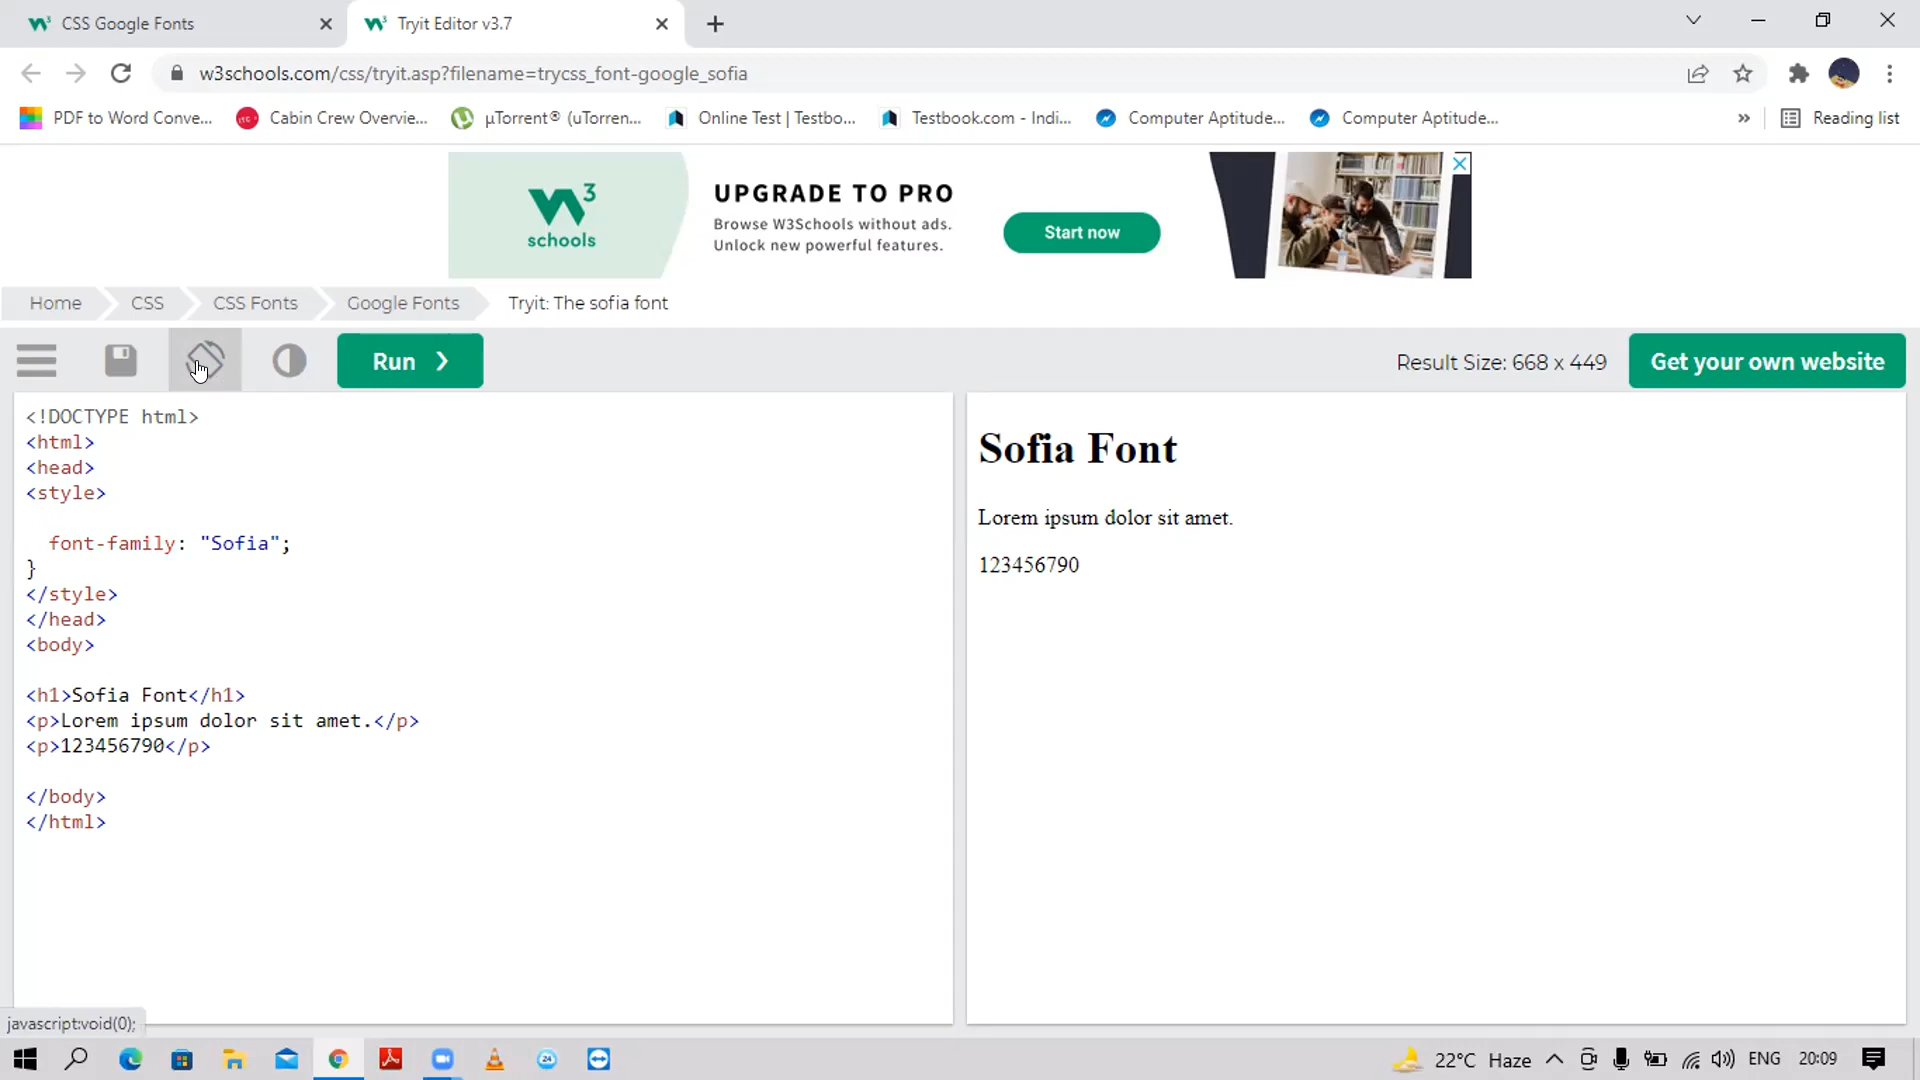 CSS Google Fonts
Tryit Editor v3.7
w3schools.com/css/tryit.asp?filename=trycss_font-google_sofia
PDF to Word Conve...
ITC
Cabin Crew Overvie...
µTorrent® (uTorren...
Online Test | Testbo...
Testbook.com - Indi...
Computer Aptitude...
Computer Aptitude...
»
Reading list
3
schools
UPGRADE TO PRO
Browse W3Schools without ads.
Unlock new powerful features.
Start now
Home
CSS
CSS Fonts
Google Fonts
Tryit: The sofia font
Run ❯
Result Size: 668 x 449
Get your own website
<!DOCTYPE html>
<html>
<head>
<style>
font-family: "Sofia";
}
</style>
</head>
<body>
<h1>Sofia Font</h1>
<p>Lorem ipsum dolor sit amet.</p>
<p>123456790</p>
</body>
</html>
Sofia Font
Lorem ipsum dolor sit amet.
123456790
javascript:void(0);
24
22°C Haze
ENG
20:09